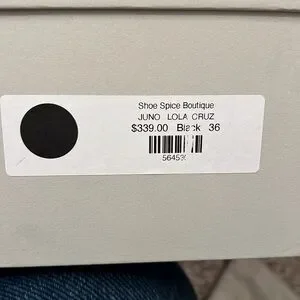 Shoe Spice Boutique
JUNO LOLA CRUZ
$339.00 Black 36